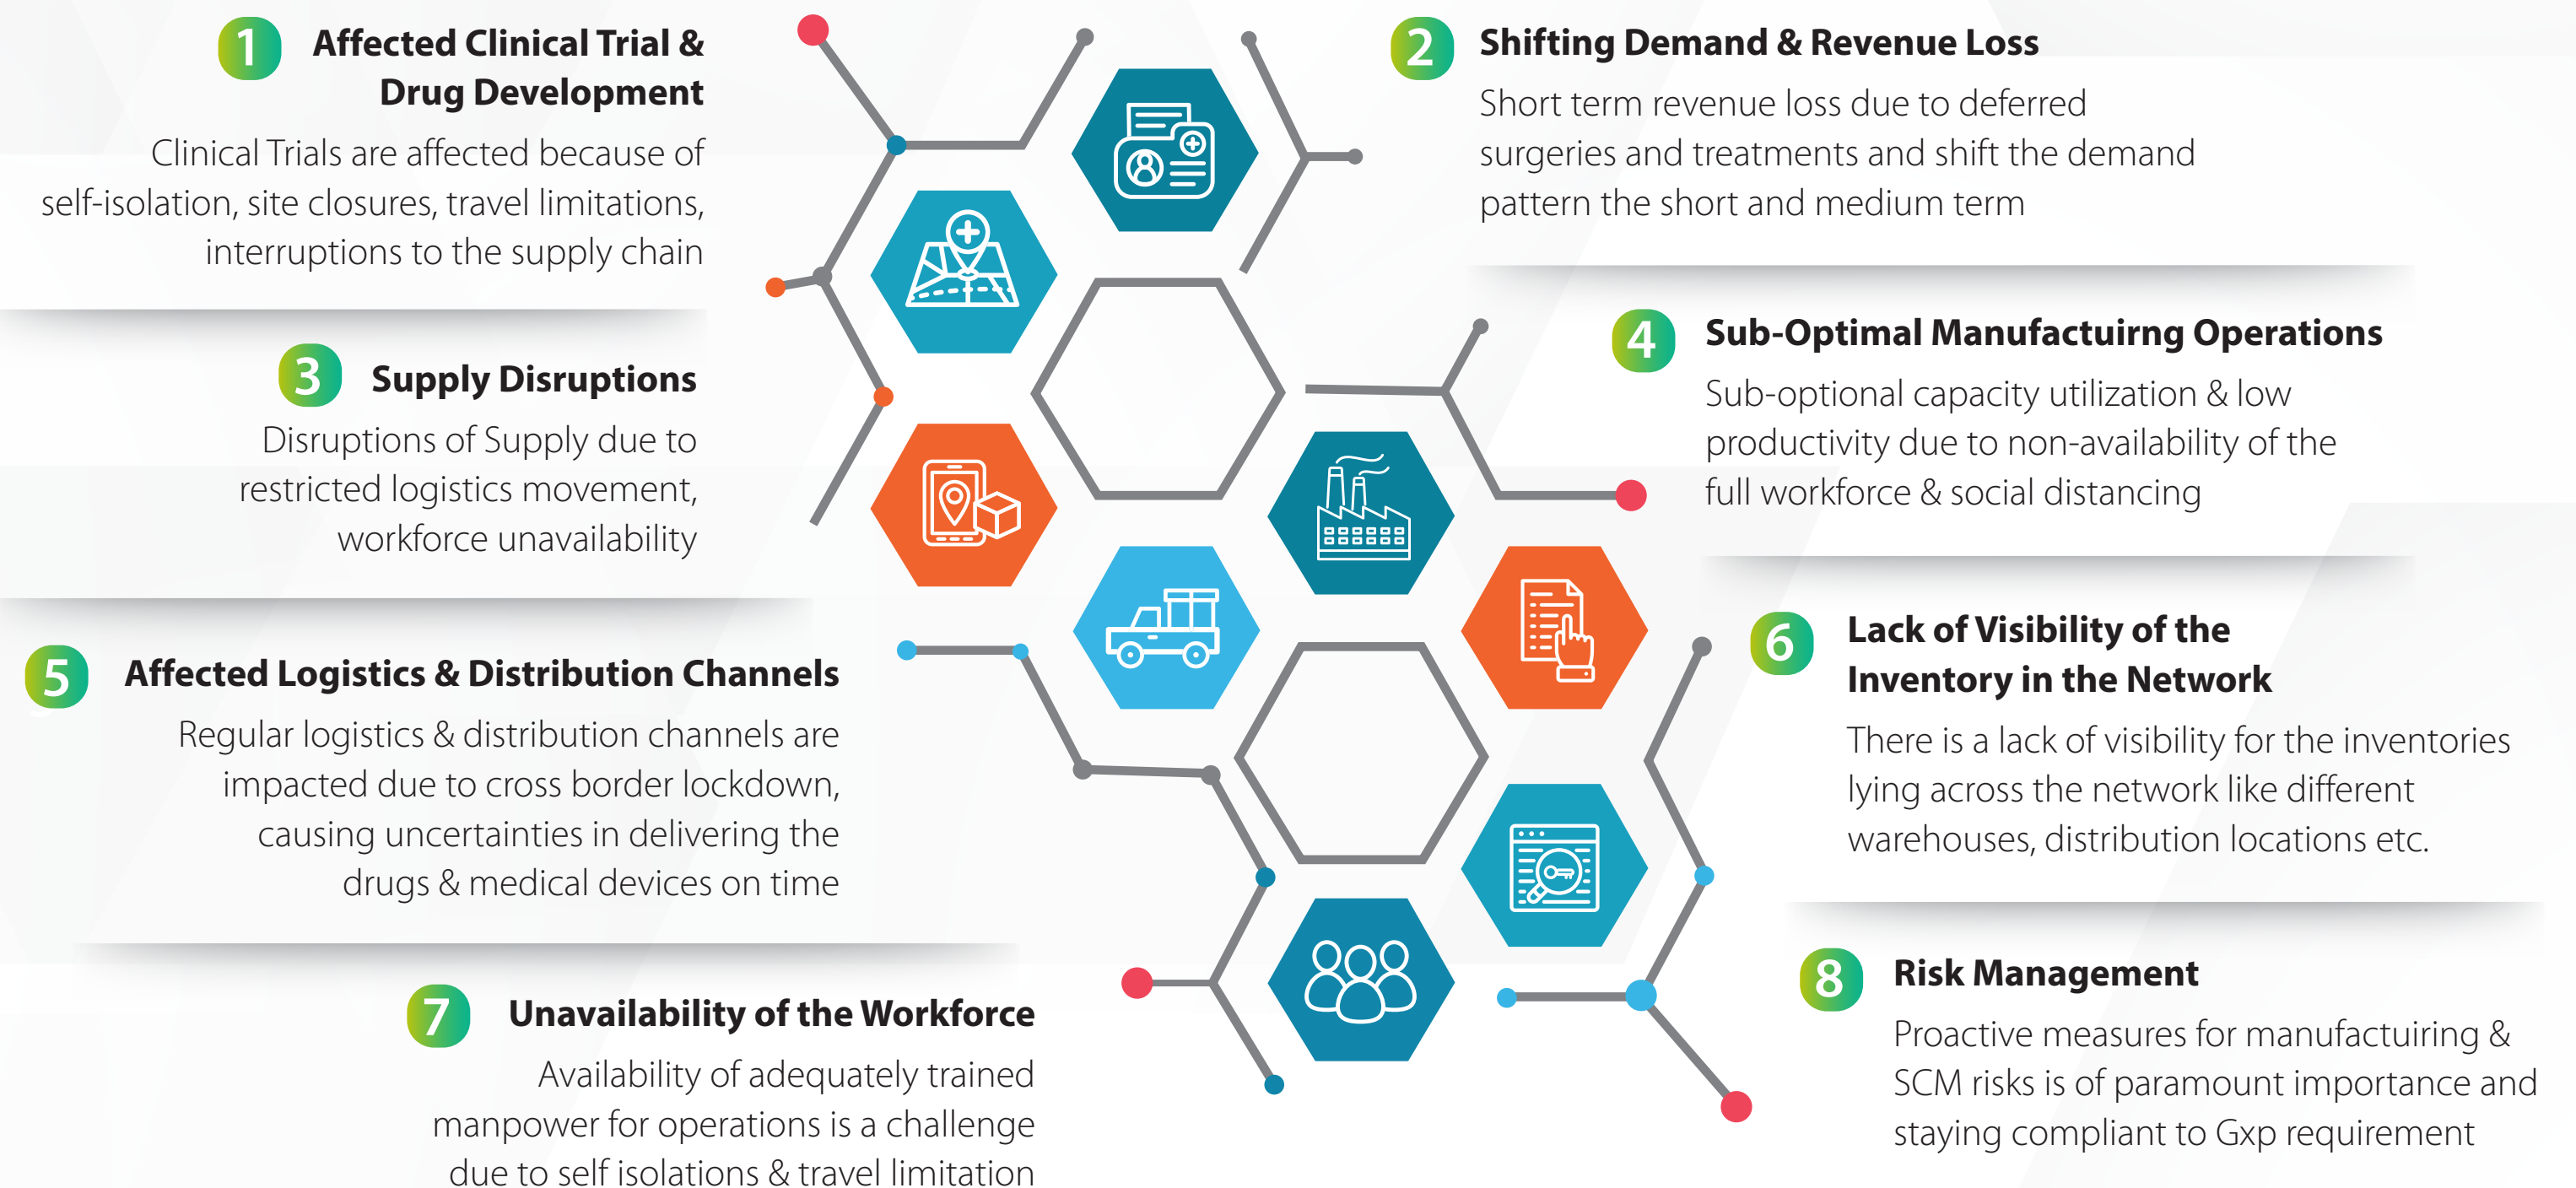 1
Affected Clinical Trial &
Drug Development
Clinical Trials are affected because of
self-isolation, site closures, travel limitations,
interruptions to the supply chain
2
Shifting Demand & Revenue Loss
Short term revenue loss due to deferred
surgeries and treatments and shift the demand
pattern the short and medium term
3
Supply Disruptions
Disruptions of Supply due to
restricted logistics movement,
workforce unavailability
4
Sub-Optimal Manufactuirng Operations
Sub-optional capacity utilization & low
productivity due to non-availability of the
full workforce & social distancing
5
Affected Logistics & Distribution Channels
Regular logistics & distribution channels are
impacted due to cross border lockdown,
causing uncertainties in delivering the
drugs & medical devices on time
6
Lack of Visibility of the
Inventory in the Network
There is a lack of visibility for the inventories
lying across the network like different
warehouses, distribution locations etc.
7
Unavailability of the Workforce
Availability of adequately trained
manpower for operations is a challenge
due to self isolations & travel limitation
8
Risk Management
Proactive measures for manufactuiring &
SCM risks is of paramount importance and
staying compliant to Gxp requirement